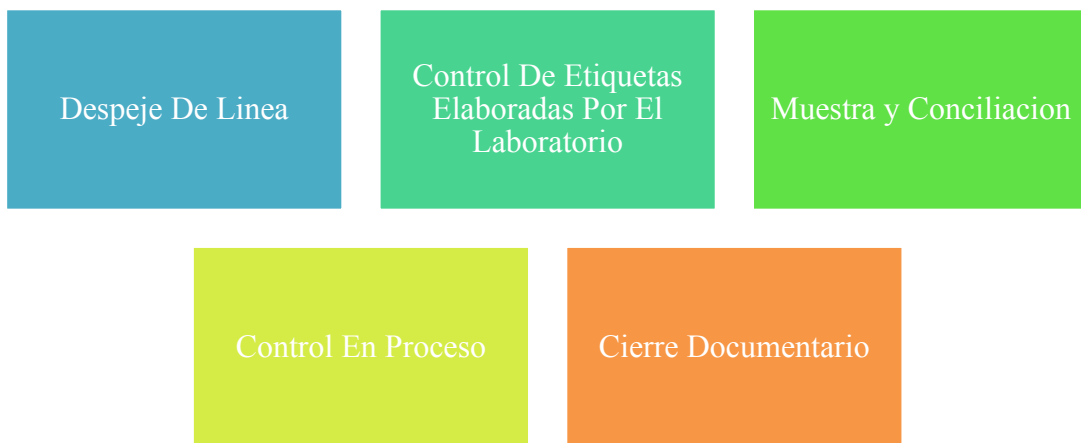 Despeje De Linea
Control De Etiquetas
Elaboradas Por El
Laboratorio
Muestra y Conciliacion
Control En Proceso
Cierre Documentario